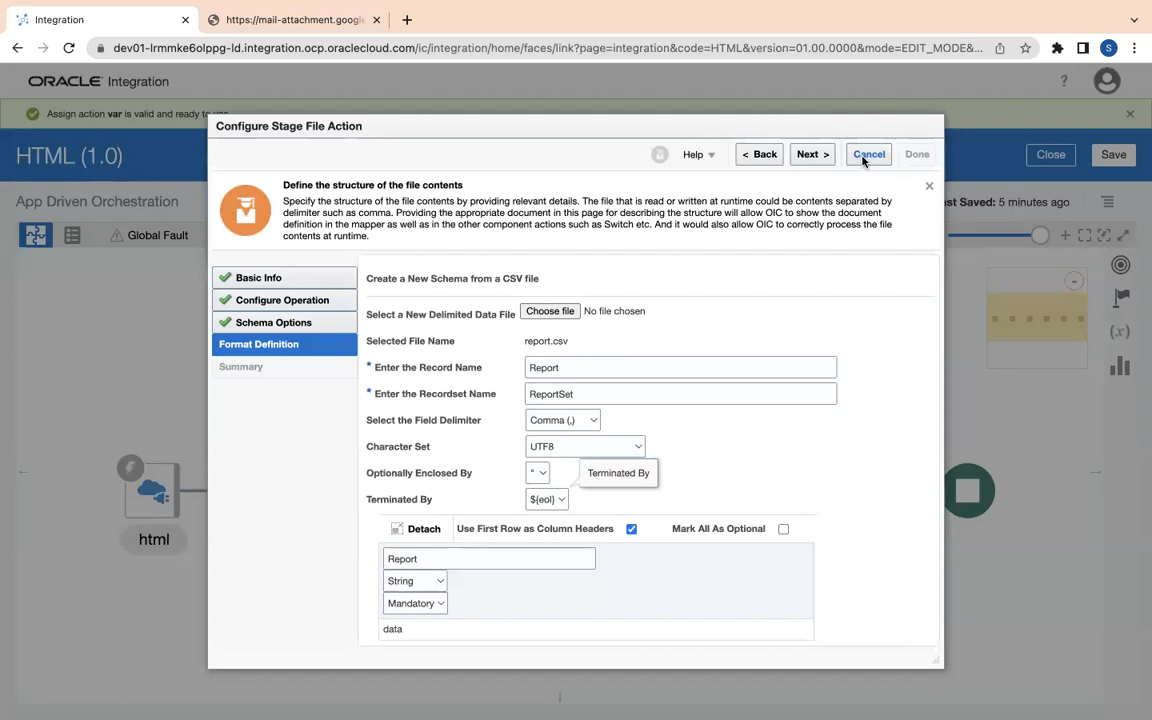 Integration
https://mail-attachment.google
dev01-lrmmke6olppg-ld.integration.ocp.oraclecloud.com/ic/integration/home/faces/link?page=integration&code=HTML&version=01.00.0000&mode=EDIT_MODE&...
S
ORACLE Integration
?
Assign action var is valid and ready to
HTML (1.0)
Close
Save
App Driven Orchestration
st Saved: 5 minutes ago
Global Fault
Configure Stage File Action
Help
< Back
Next >
Cancel
Done
Define the structure of the file contents
Specify the structure of the file contents by providing relevant details. The file that is read or written at runtime could be contents separated by
delimiter such as comma. Providing the appropriate document in this page for describing the structure will allow OIC to show the document
definition in the mapper as well as in the other component actions such as Switch etc. And it would also allow OIC to correctly process the file
contents at runtime.
Basic Info
Configure Operation
Schema Options
Format Definition
Summary
Create a New Schema from a CSV file
Select a New Delimited Data File
Choose file
No file chosen
Selected File Name
report.csv
* Enter the Record Name
Report
* Enter the Recordset Name
ReportSet
Select the Field Delimiter
Comma (,)
Character Set
UTF8
Optionally Enclosed By
"
Terminated By
Terminated By
${eol}
Detach
Use First Row as Column Headers
Mark All As Optional
Report
String
Mandatory
data
html
(x)